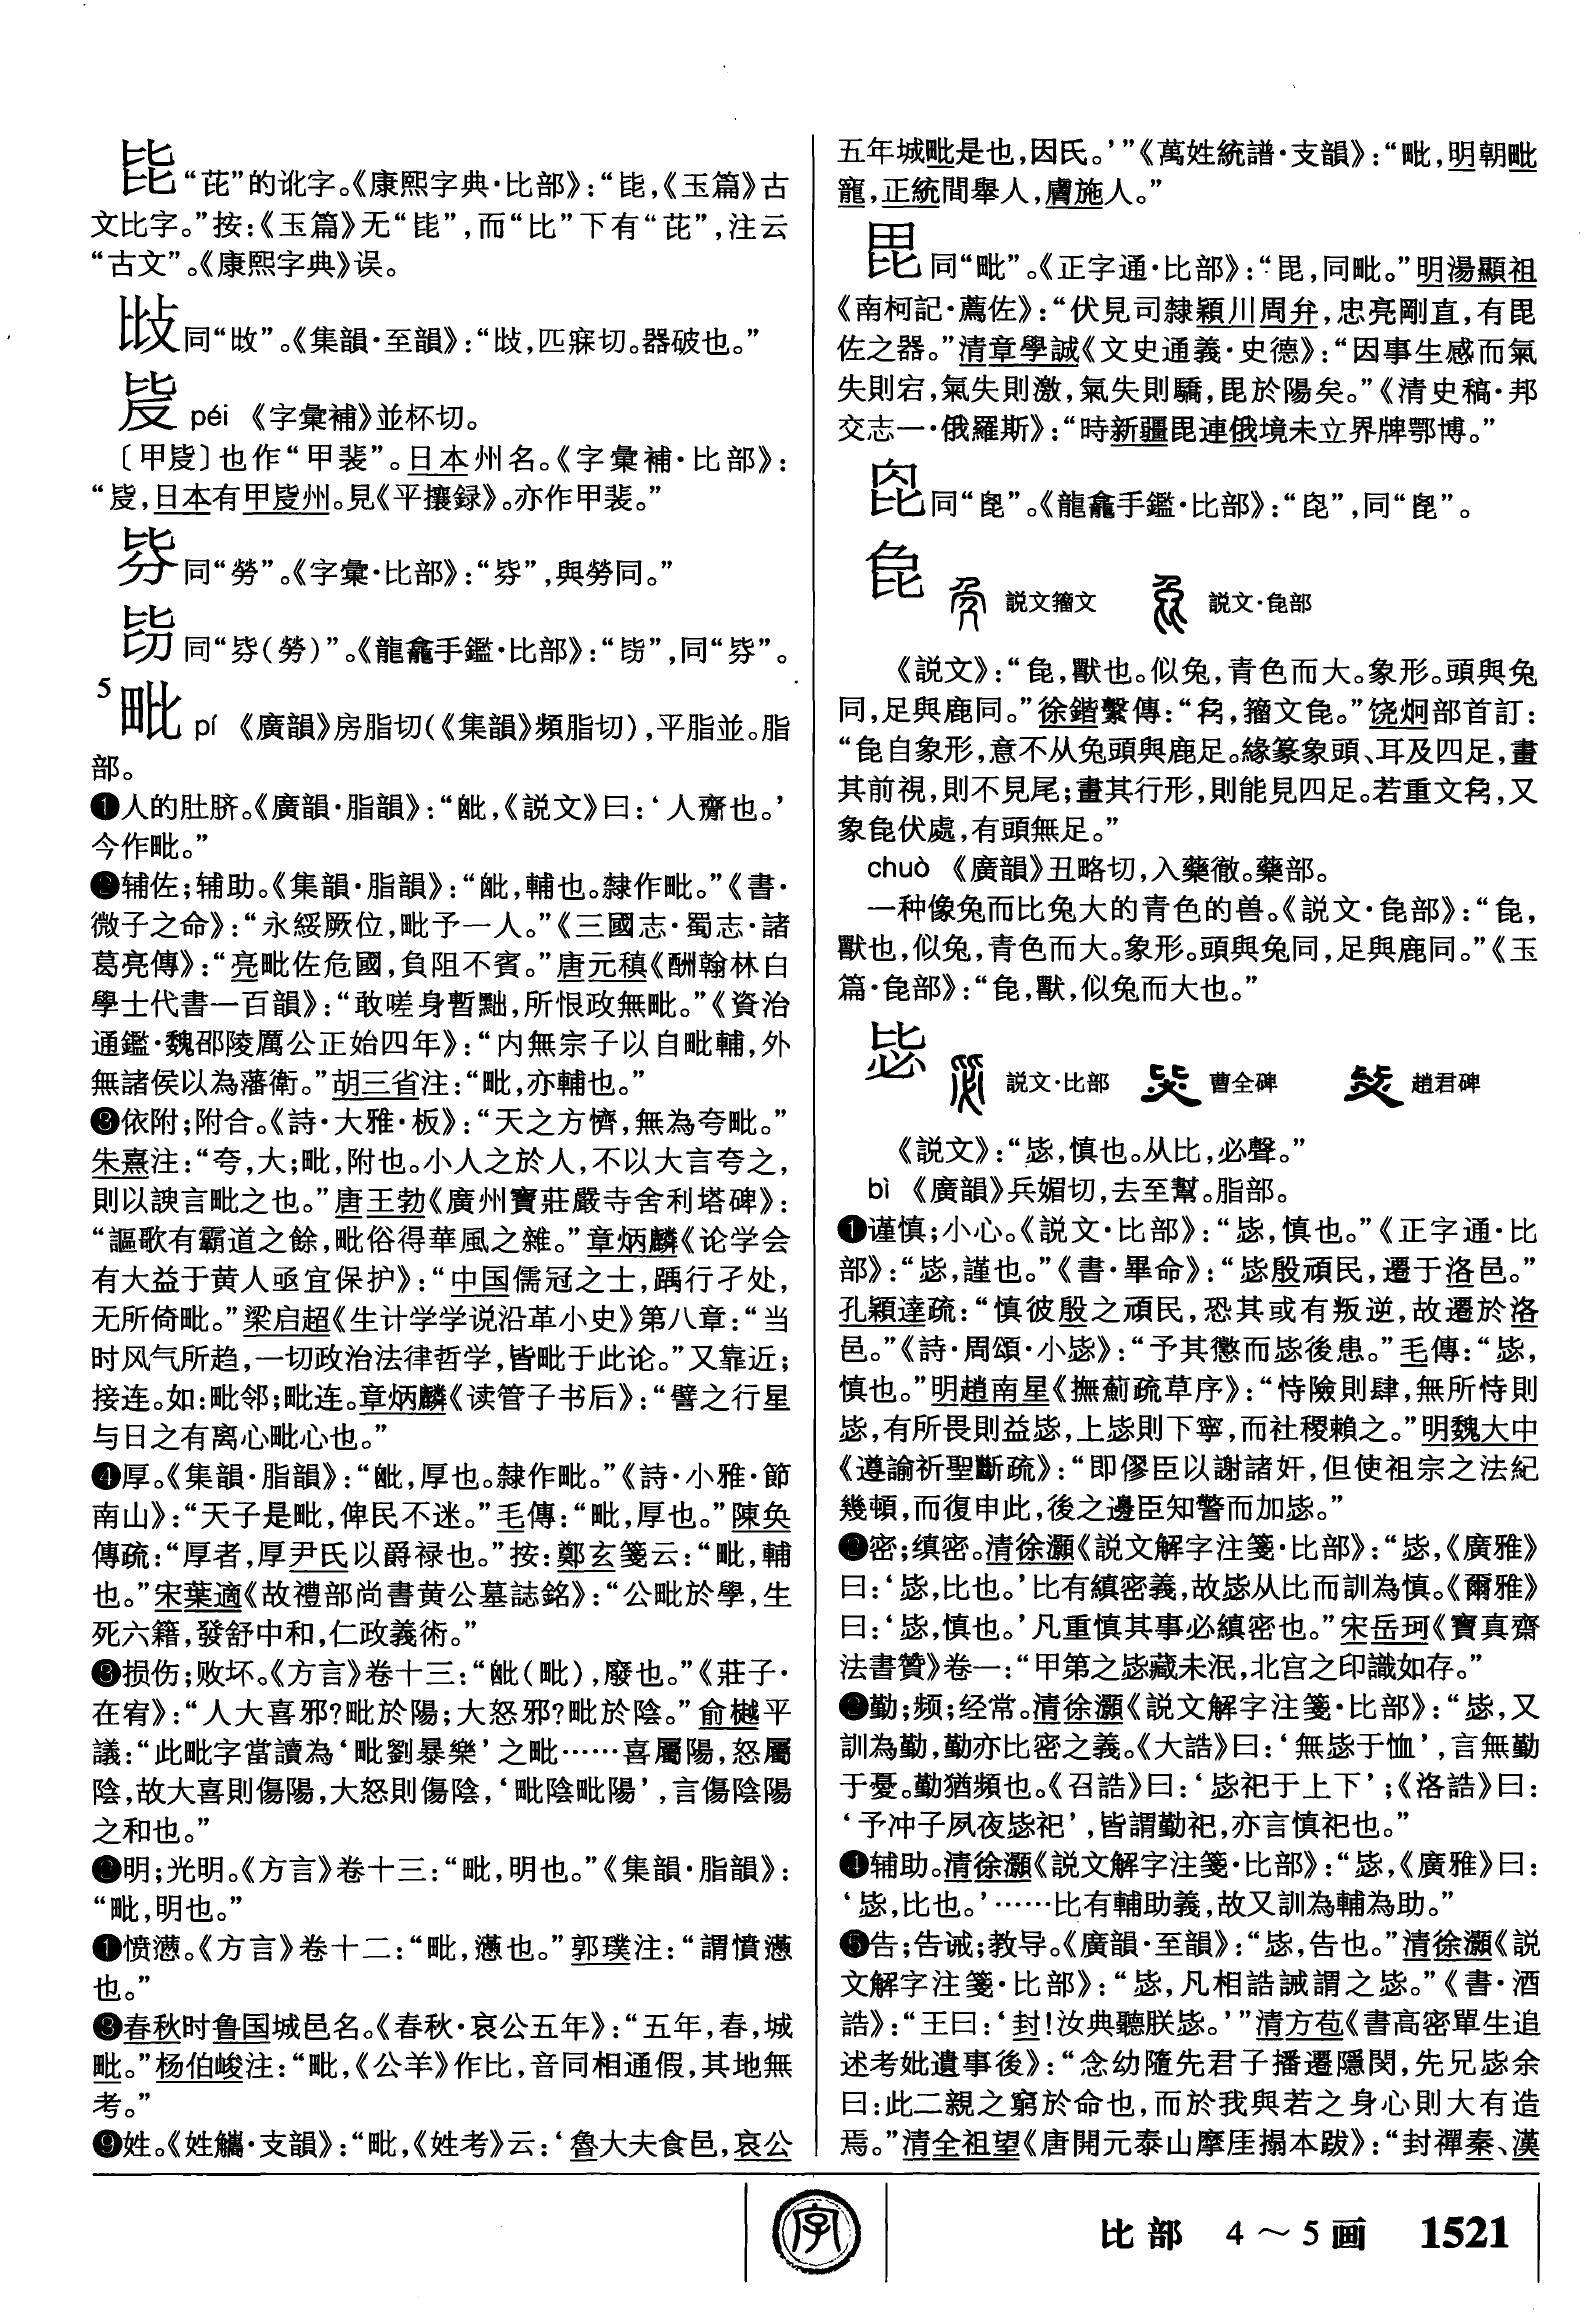 毞“芘”的讹字。《康熙字典·比部》:“毞,《玉篇》古
文比字。”按:《玉篇》无“毞”,而“比”下有“芘”,注云
“古文”。《康熙字典》误。
同“㪏”。《集韻·至韻》:“,匹寐切。器破也。”
péi 《字彙補》並杯切。
〔甲〕也作“甲裴”。日本州名。《字彙補·比部》:
“,日本有甲州。見《平攘録》。亦作甲裴。”
同“勞”。《字彙·比部》:“”,與勞同。”
同“(勞)”。《龍龕手鑑·比部》:“”,同“”。
5
毗 pí 《廣韻》房脂切(《集韻》頻脂切),平脂並。脂
部。
❶人的肚脐。《廣韻·脂韻》:“毗,《説文》曰:‘人臍也。’
今作毗。”
❷辅佐;辅助。《集韻·脂韻》:“毗,輔也。隸作毗。”《書·
微子之命》:“永綏厥位,毗予一人。”《三國志·蜀志·諸
葛亮傳》:“亮毗佐危國,負阻不賓。”唐元稹《酬翰林白
學士代書一百韻》:“敢嗟身暫黜,所恨政無毗。”《資治
通鑑·魏邵陵厲公正始四年》:“内無宗子以自毗輔,外
無諸侯以為藩衛。”胡三省注:“毗,亦輔也。”
❸依附;附合。《詩·大雅·板》:“天之方懠,無為夸毗。”
朱熹注:“夸,大;毗,附也。小人之於人,不以大言夸之,
則以諛言毗之也。”唐王勃《廣州寶莊嚴寺舍利塔碑》:
“謳歌有霸道之餘,毗俗得華風之雜。”章炳麟《论学会
有大益于黄人亟宜保护》:“中国儒冠之士,踽行孑处,
无所倚毗。”梁启超《生计学学说沿革小史》第八章:“当
时风气所趋,一切政治法律哲学,皆毗于此论。”又靠近;
接连。如:毗邻;毗连。章炳麟《读管子书后》:“譬之行星
与日之有离心毗心也。”
❹厚。《集韻·脂韻》:“毗,厚也。隸作毗。”《詩·小雅·節
南山》:“天子是毗,俾民不迷。”毛傳:“毗,厚也。”陳奂
傳疏:“厚者,厚尹氏以爵禄也。”按:鄭玄箋云:“毗,輔
也。”宋葉適《故禮部尚書黄公墓誌銘》:“公毗於學,生
死六籍,發舒中和,仁政義術。”
❺损伤;败坏。《方言》卷十三:“毗(毗),廢也。”《莊子·
在宥》:“人大喜邪?毗於陽;大怒邪?毗於陰。”俞樾平
議:“此毗字當讀為‘毗劉暴樂’之毗……喜屬陽,怒屬
陰,故大喜則傷陽,大怒則傷陰,‘毗陰毗陽’,言傷陰陽
之和也。”
❻明;光明。《方言》卷十三:“毗,明也。”《集韻·脂韻》:
“毗,明也。”
❼愤懑。《方言》卷十二:“毗,懣也。”郭璞注:“謂憤懣
也。”
❽春秋时鲁国城邑名。《春秋·哀公五年》:“五年,春,城
毗。”杨伯峻注:“毗,《公羊》作比,音同相通假,其地無
考。”
❾姓。《姓觿·支韻》:“毗,《姓考》云:‘魯大夫食邑,哀公
五年城毗是也,因氏。’”《萬姓統譜·支韻》:“毗,明朝毗
寵,正統間舉人,膚施人。”
毘同“毗”。《正字通·比部》:“毘,同毗。”明湯顯祖
《南柯記·薦佐》:“伏見司隸穎川周弁,忠亮剛直,有毘
佐之器。”清章學誠《文史通義·史德》:“因事生感而氣
失則宕,氣失則激,氣失則驕,毘於陽矣。”《清史稿·邦
交志一·俄羅斯》:“時新疆毘連俄境未立界牌鄂博。”
同“㲋”。《龍龕手鑑·比部》:“”,同“㲋”。
㲋 説文籀文 説文·㲋部
《説文》:“㲋,獸也。似兔,青色而大。象形。頭與兔
同,足與鹿同。”徐鍇繫傳:“,籀文㲋。”饶炯部首訂:
“㲋自象形,意不从兔頭與鹿足。緣篆象頭、耳及四足,畫
其前視,則不見尾;畫其行形,則能見四足。若重文,又
象㲋伏處,有頭無足。”
chuò 《廣韻》丑略切,入藥徹。藥部。
一种像兔而比兔大的青色的兽。《説文·㲋部》:“㲋,
獸也,似兔,青色而大。象形。頭與兔同,足與鹿同。”《玉
篇·㲋部》:“㲋,獸,似兔而大也。”
毖 説文·比部 曹全碑 趙君碑
《説文》:“毖,慎也。从比,必聲。”
bì 《廣韻》兵媚切,去至幫。脂部。
❶谨慎;小心。《説文·比部》:“毖,慎也。”《正字通·比
部》:“毖,謹也。”《書·畢命》:“毖殷頑民,遷于洛邑。”
孔穎達疏:“慎彼殷之頑民,恐其或有叛逆,故遷於洛
邑。”《詩·周頌·小毖》:“予其懲而毖後患。”毛傳:“毖,
慎也。”明趙南星《撫薊疏草序》:“恃險則肆,無所恃則
毖,有所畏則益毖,上毖則下寧,而社稷賴之。”明魏大中
《遵諭祈聖斷疏》:“即僇臣以謝諸奸,但使祖宗之法紀
幾頓,而復申此,後之邊臣知警而加毖。”
❷密;缜密。清徐灝《説文解字注箋·比部》:“毖,《廣雅》
曰:‘毖,比也。’比有縝密義,故毖从比而訓為慎。《爾雅》
曰:‘毖,慎也。’凡重慎其事必縝密也。”宋岳珂《寶真齋
法書贊》卷一:“甲第之毖藏未泯,北宫之印識如存。”
❸勤;频;经常。清徐灝《説文解字注箋·比部》:“毖,又
訓為勤,勤亦比密之義。《大誥》曰:‘無毖于恤’,言無勤
于憂。勤猶頻也。《召誥》曰:‘毖祀于上下’;《洛誥》曰:
‘予冲子夙夜毖祀’,皆謂勤祀,亦言慎祀也。”
❹辅助。清徐灝《説文解字注箋·比部》:“毖,《廣雅》曰:
‘毖,比也。’……比有輔助義,故又訓為輔為助。”
❺告;告诫;教导。《廣韻·至韻》:“毖,告也。”清徐灝《説
文解字注箋·比部》:“毖,凡相誥誡謂之毖。”《書·酒
誥》:“王曰:‘封!汝典聽朕毖。’”清方苞《書高密單生追
述考妣遺事後》:“念幼隨先君子播遷隱閔,先兄毖余
曰:此二親之窮於命也,而於我與若之身心則大有造
焉。”清全祖望《唐開元泰山摩厓搨本跋》:“封禪秦、漢
字
比部 4～5画 1521